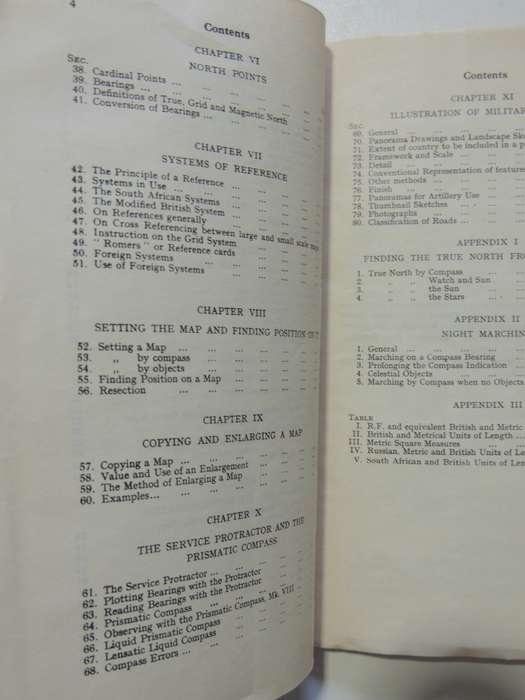 4
Contents
CHAPTER VI
NORTH POINTS
Sec.
38. Cardinal Points ... ... ... ...
39. Bearings ... ... ... ...
40. Definitions of True, Grid and Magnetic North
41. Conversion of Bearings ... ... ...
CHAPTER VII
SYSTEMS OF REFERENCE
42. The Principle of a Reference ... ...
43. Systems in Use ... ... ...
44. The South African Systems ... ...
45. The Modified British System ... ...
46. On References generally ... ...
47. On Cross Referencing between large and small scale maps
48. Instruction on the Grid System ...
49. "Romers" or Reference cards ...
50. Foreign Systems ... ...
51. Use of Foreign Systems ... ...
CHAPTER VIII
SETTING THE MAP AND FINDING POSITION ON IT
52. Setting a Map ... ... ... ...
53. „ by compass ... ... ...
54. „ by objects ... ... ...
55. Finding Position on a Map ... ... ...
56. Resection ... ... ... ...
CHAPTER IX
COPYING AND ENLARGING A MAP
57. Copying a Map ... ... ... ...
58. Value and Use of an Enlargement ... ...
59. The Method of Enlarging a Map ... ...
60. Examples... ... ... ...
CHAPTER X
THE SERVICE PROTRACTOR AND THE
PRISMATIC COMPASS
61. The Service Protractor ... ... ...
62. Plotting Bearings with the Protractor ...
63. Reading Bearings with the Protractor ...
64. Prismatic Compass ... ... ...
65. Observing with the Prismatic Compass, Mk. VIII ...
66. Liquid Prismatic Compass ... ...
67. Lensatic Liquid Compass ... ...
68. Compass Errors ... ... ...
Contents
CHAPTER XI
ILLUSTRATION OF MILITAR
Sec.
69. General ... ... ...
70. Panorama Drawings and Landscape Ske
71. Extent of country to be included in a p
72. Framework and Scale ... ...
73. Detail ... ... ...
74. Conventional Representation of features
75. Other methods ... ... ...
76. Finish ... ... ...
77. Panoramas for Artillery Use ... ...
78. Thumbnail Sketches ... ...
79. Photographs ... ... ...
80. Classification of Roads ... ...
APPENDIX I
FINDING THE TRUE NORTH FRO
1. True North by Compass ... ...
2. „ „ Watch and Sun ...
3. „ „ the Sun ... ...
4. „ „ the Stars ... ...
APPENDIX II
NIGHT MARCHIN
1. General ... ... ... ...
2. Marching on a Compass Bearing
3. Prolonging the Compass Indication ...
4. Celestial Objects ... ...
5. Marching by Compass when no Objects
APPENDIX III
Table
I. R.F. and equivalent British and Metric
II. British and Metrical Units of Length ...
III. Metric Square Measures ...
IV. Russian, Metric and British Units of Len
V. South African and British Units of Len